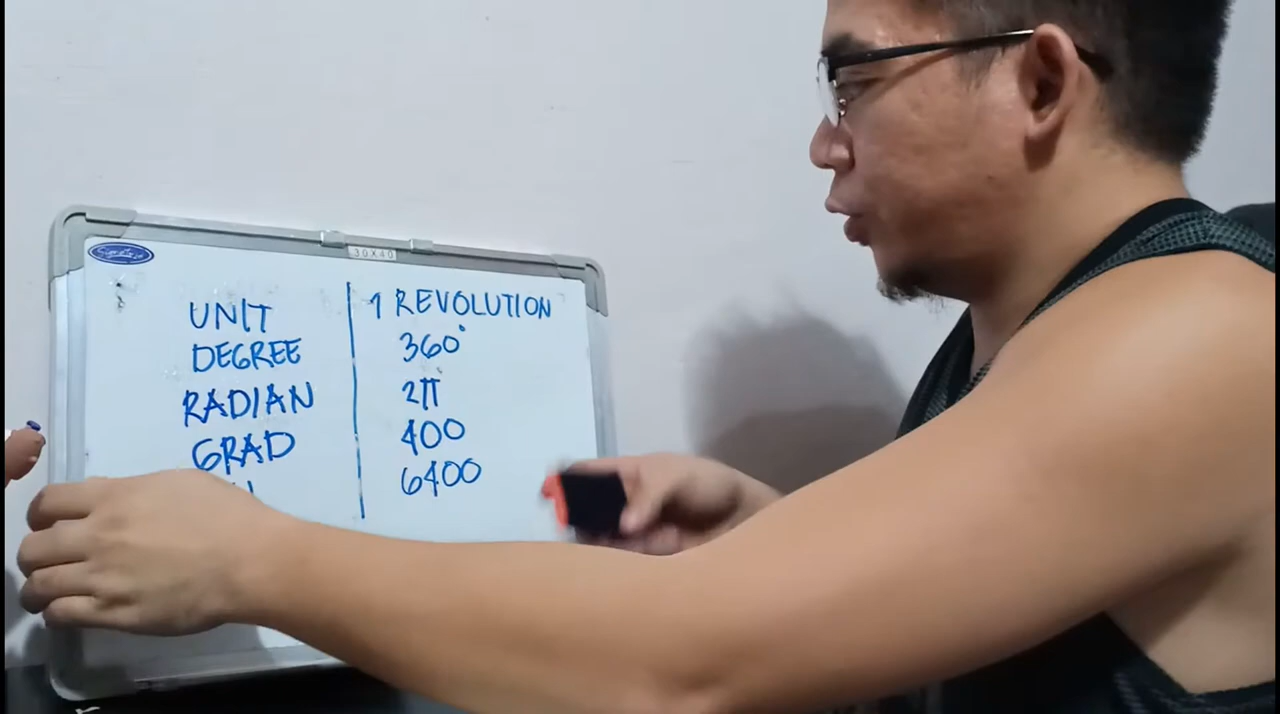 30X40
UNIT 1 REVOLUTION
DEGREE 360°
RADIAN 2π
GRAD 400
6400